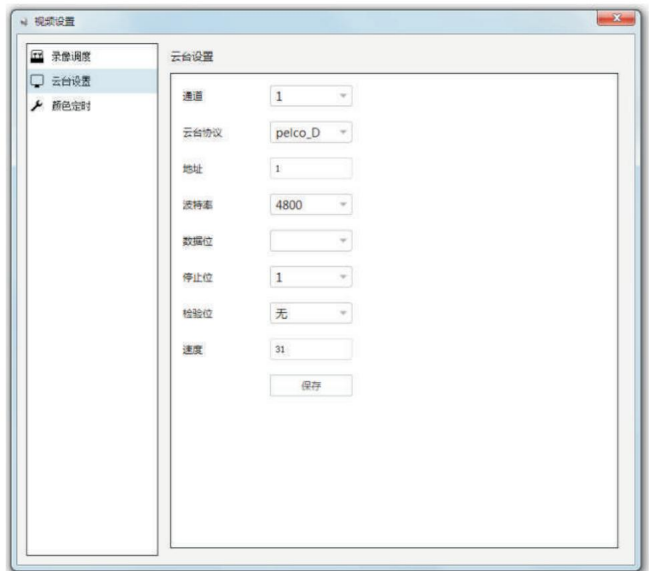 视频设置
录像调度
云台设置
颜色定时
云台设置
通道 1
云台协议 pelco_D
地址 1
波特率 4800
数据位
停止位 1
检验位 无
速度 31
保存